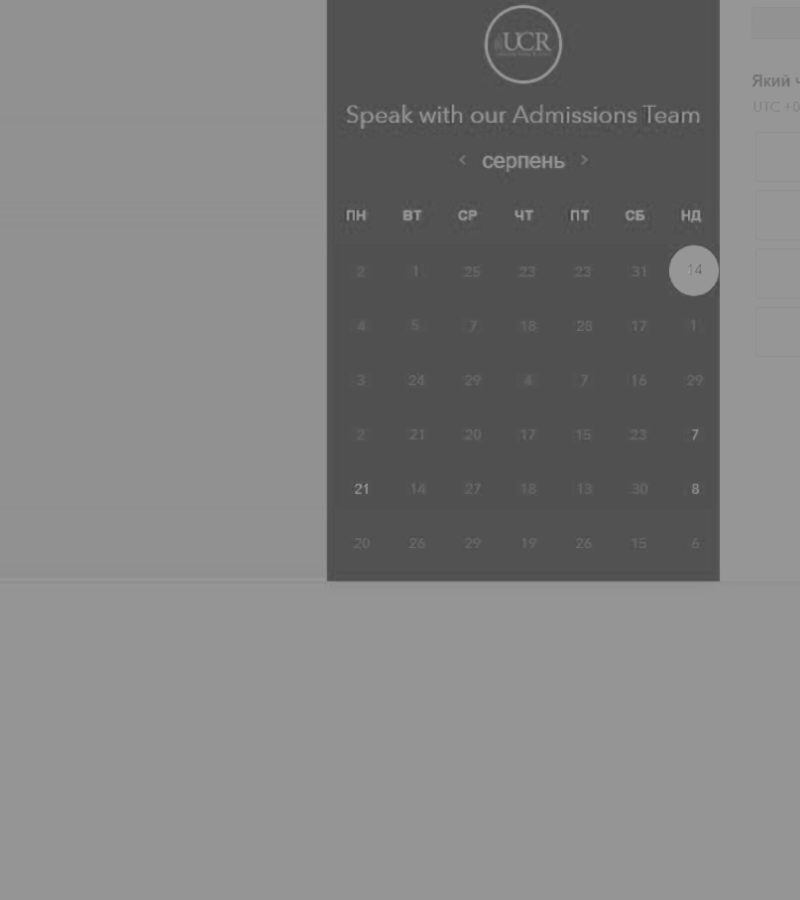 UCR
Speak with our Admissions Team
‹ серпень ›
ПН ВТ СР ЧТ ПТ СБ НД
2 1 25 23 23 31 14
4 5 7 18 28 17 1
3 24 29 4 7 16 29
2 21 20 17 15 23 7
21 14 27 18 13 30 8
20 26 29 19 26 15 6
Який ч
UTC +0